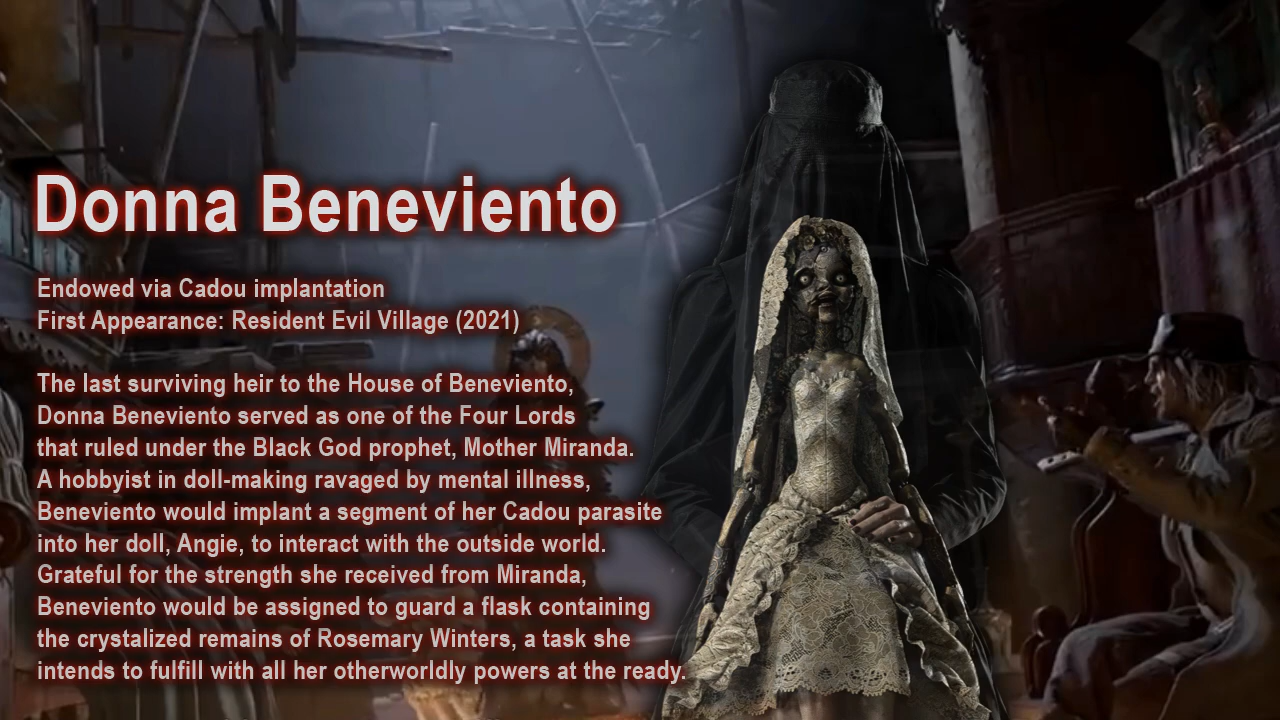 Donna Beneviento
Endowed via Cadou implantation
First Appearance: Resident Evil Village (2021)
The last surviving heir to the House of Beneviento,
Donna Beneviento served as one of the Four Lords
that ruled under the Black God prophet, Mother Miranda.
A hobbyist in doll-making ravaged by mental illness,
Beneviento would implant a segment of her Cadou parasite
into her doll, Angie, to interact with the outside world.
Grateful for the strength she received from Miranda,
Beneviento would be assigned to guard a flask containing
the crystalized remains of Rosemary Winters, a task she
intends to fulfill with all her otherworldly powers at the ready.